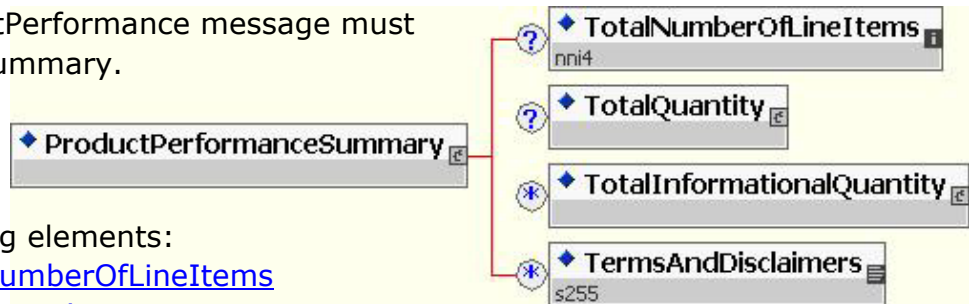 tPerformance message must
ummary.
? TotalNumberOfLineItems
nni4
? TotalQuantity
ProductPerformanceSummary
* TotalInformationalQuantity
g elements:
umberOfLineItems
* TermsAndDisclaimers
s255